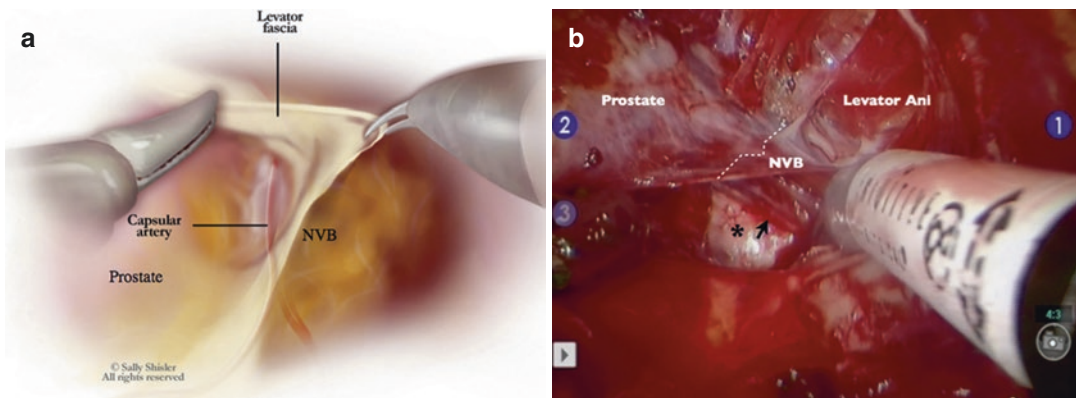 a
Levator
fascia
Capsular
artery
NVB
Prostate
© Sally Shisler
All rights reserved
b
Prostate
Levator Ani
2
1
NVB
3
*
4:3